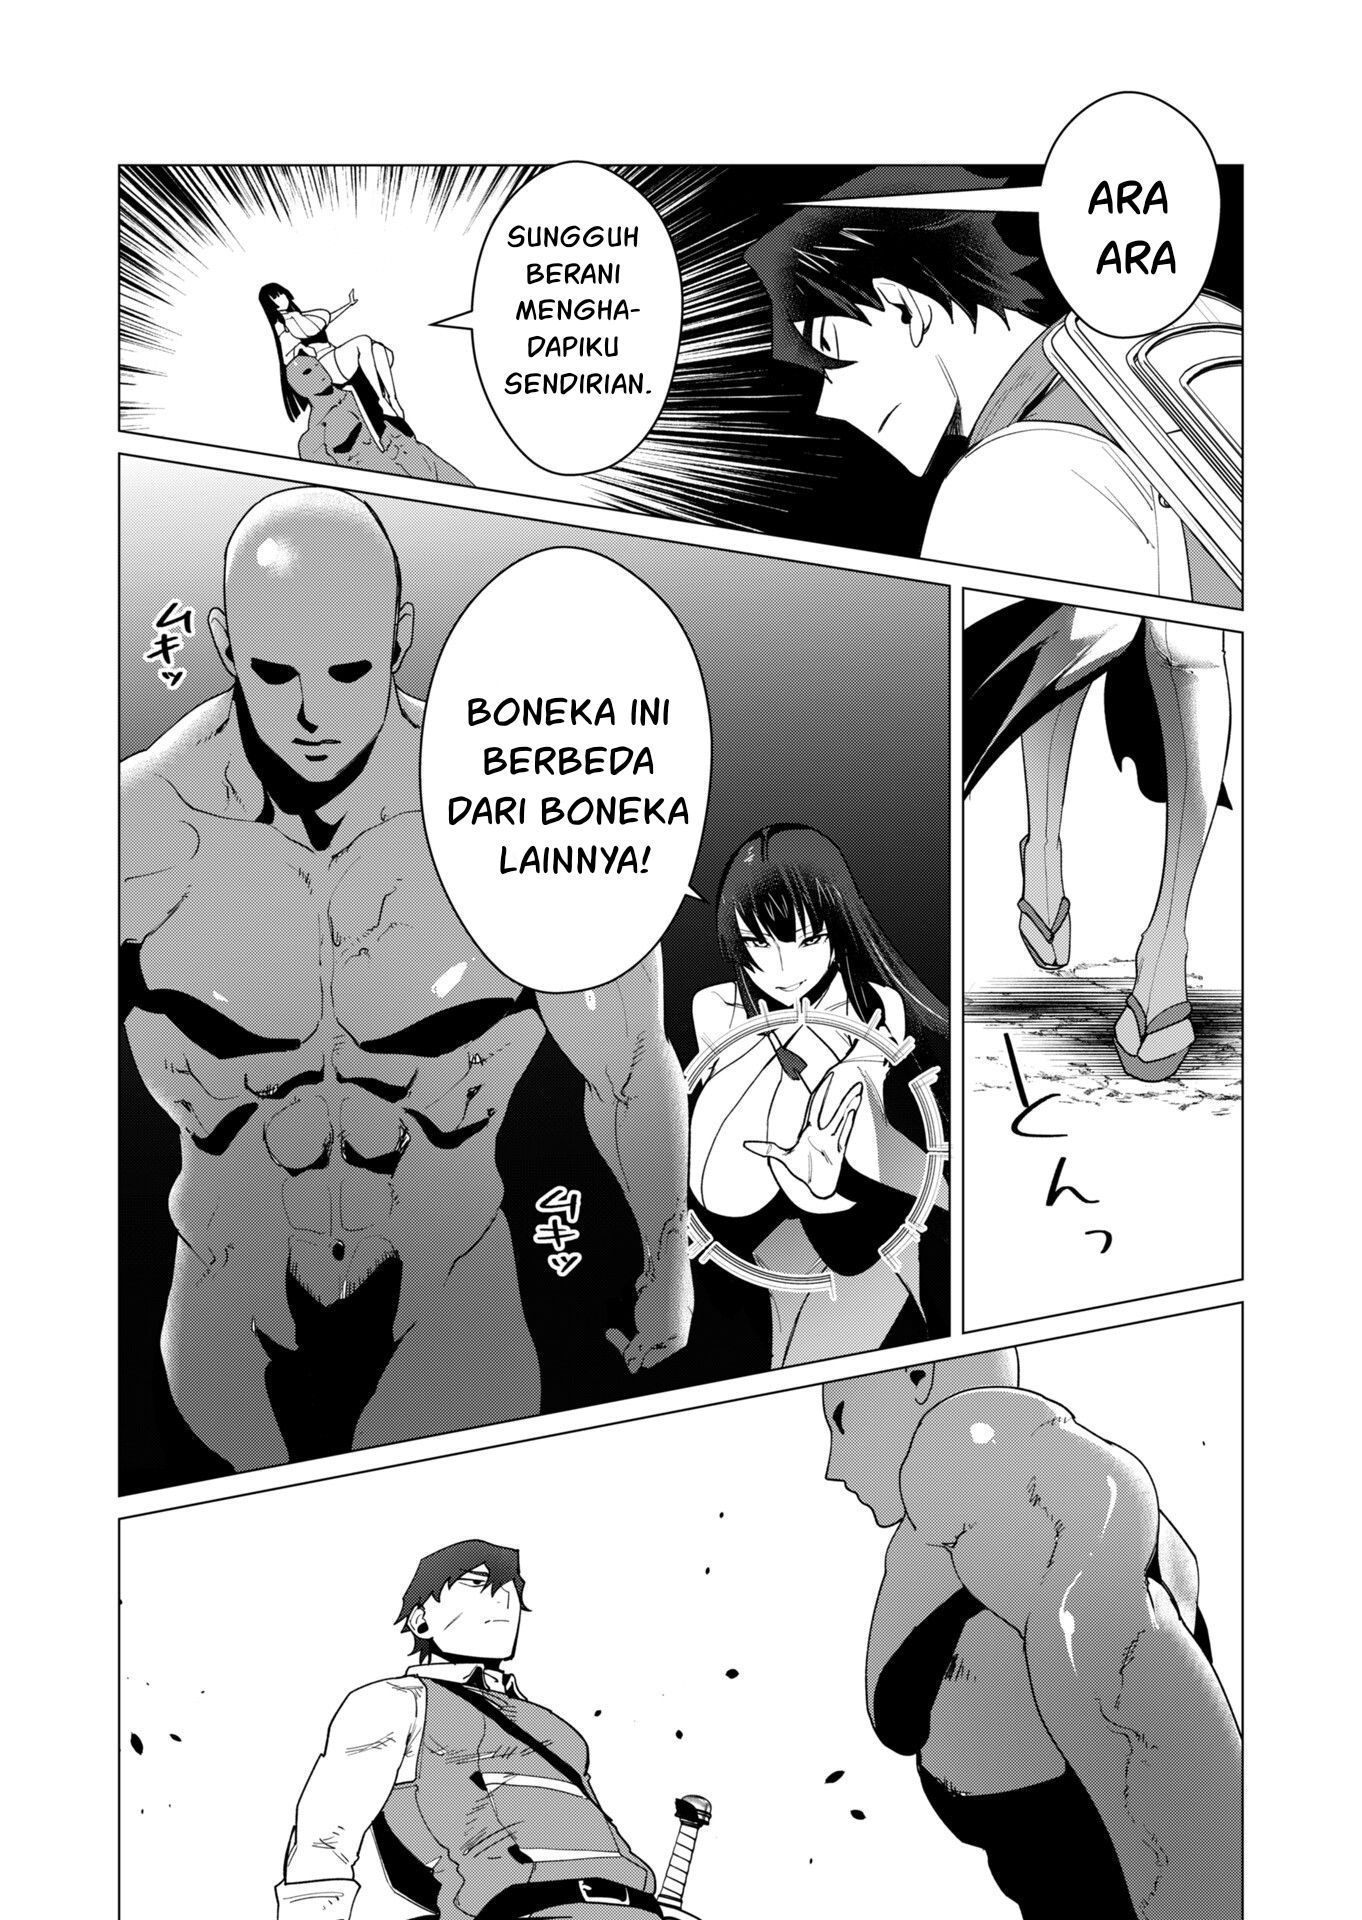 ARA
ARA
SUNGGUH
BERANI
MENGHA-
DAPIKU
SENDIRIAN.
とんっ
BONEKA INI
BERBEDA
DARI BONEKA
LAINNYA!
ムキッ
ムキッ